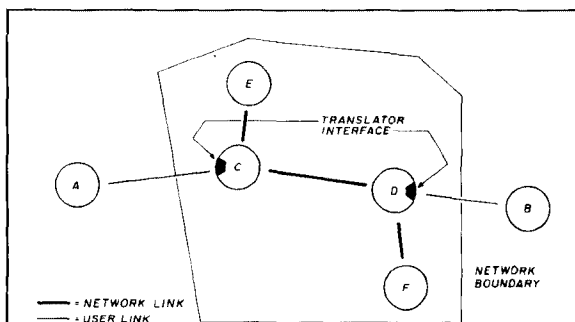 E
TRANSLATOR
INTERFACE
C
A
D
B
F
NETWORK
BOUNDARY
= NETWORK LINK
= USER LINK